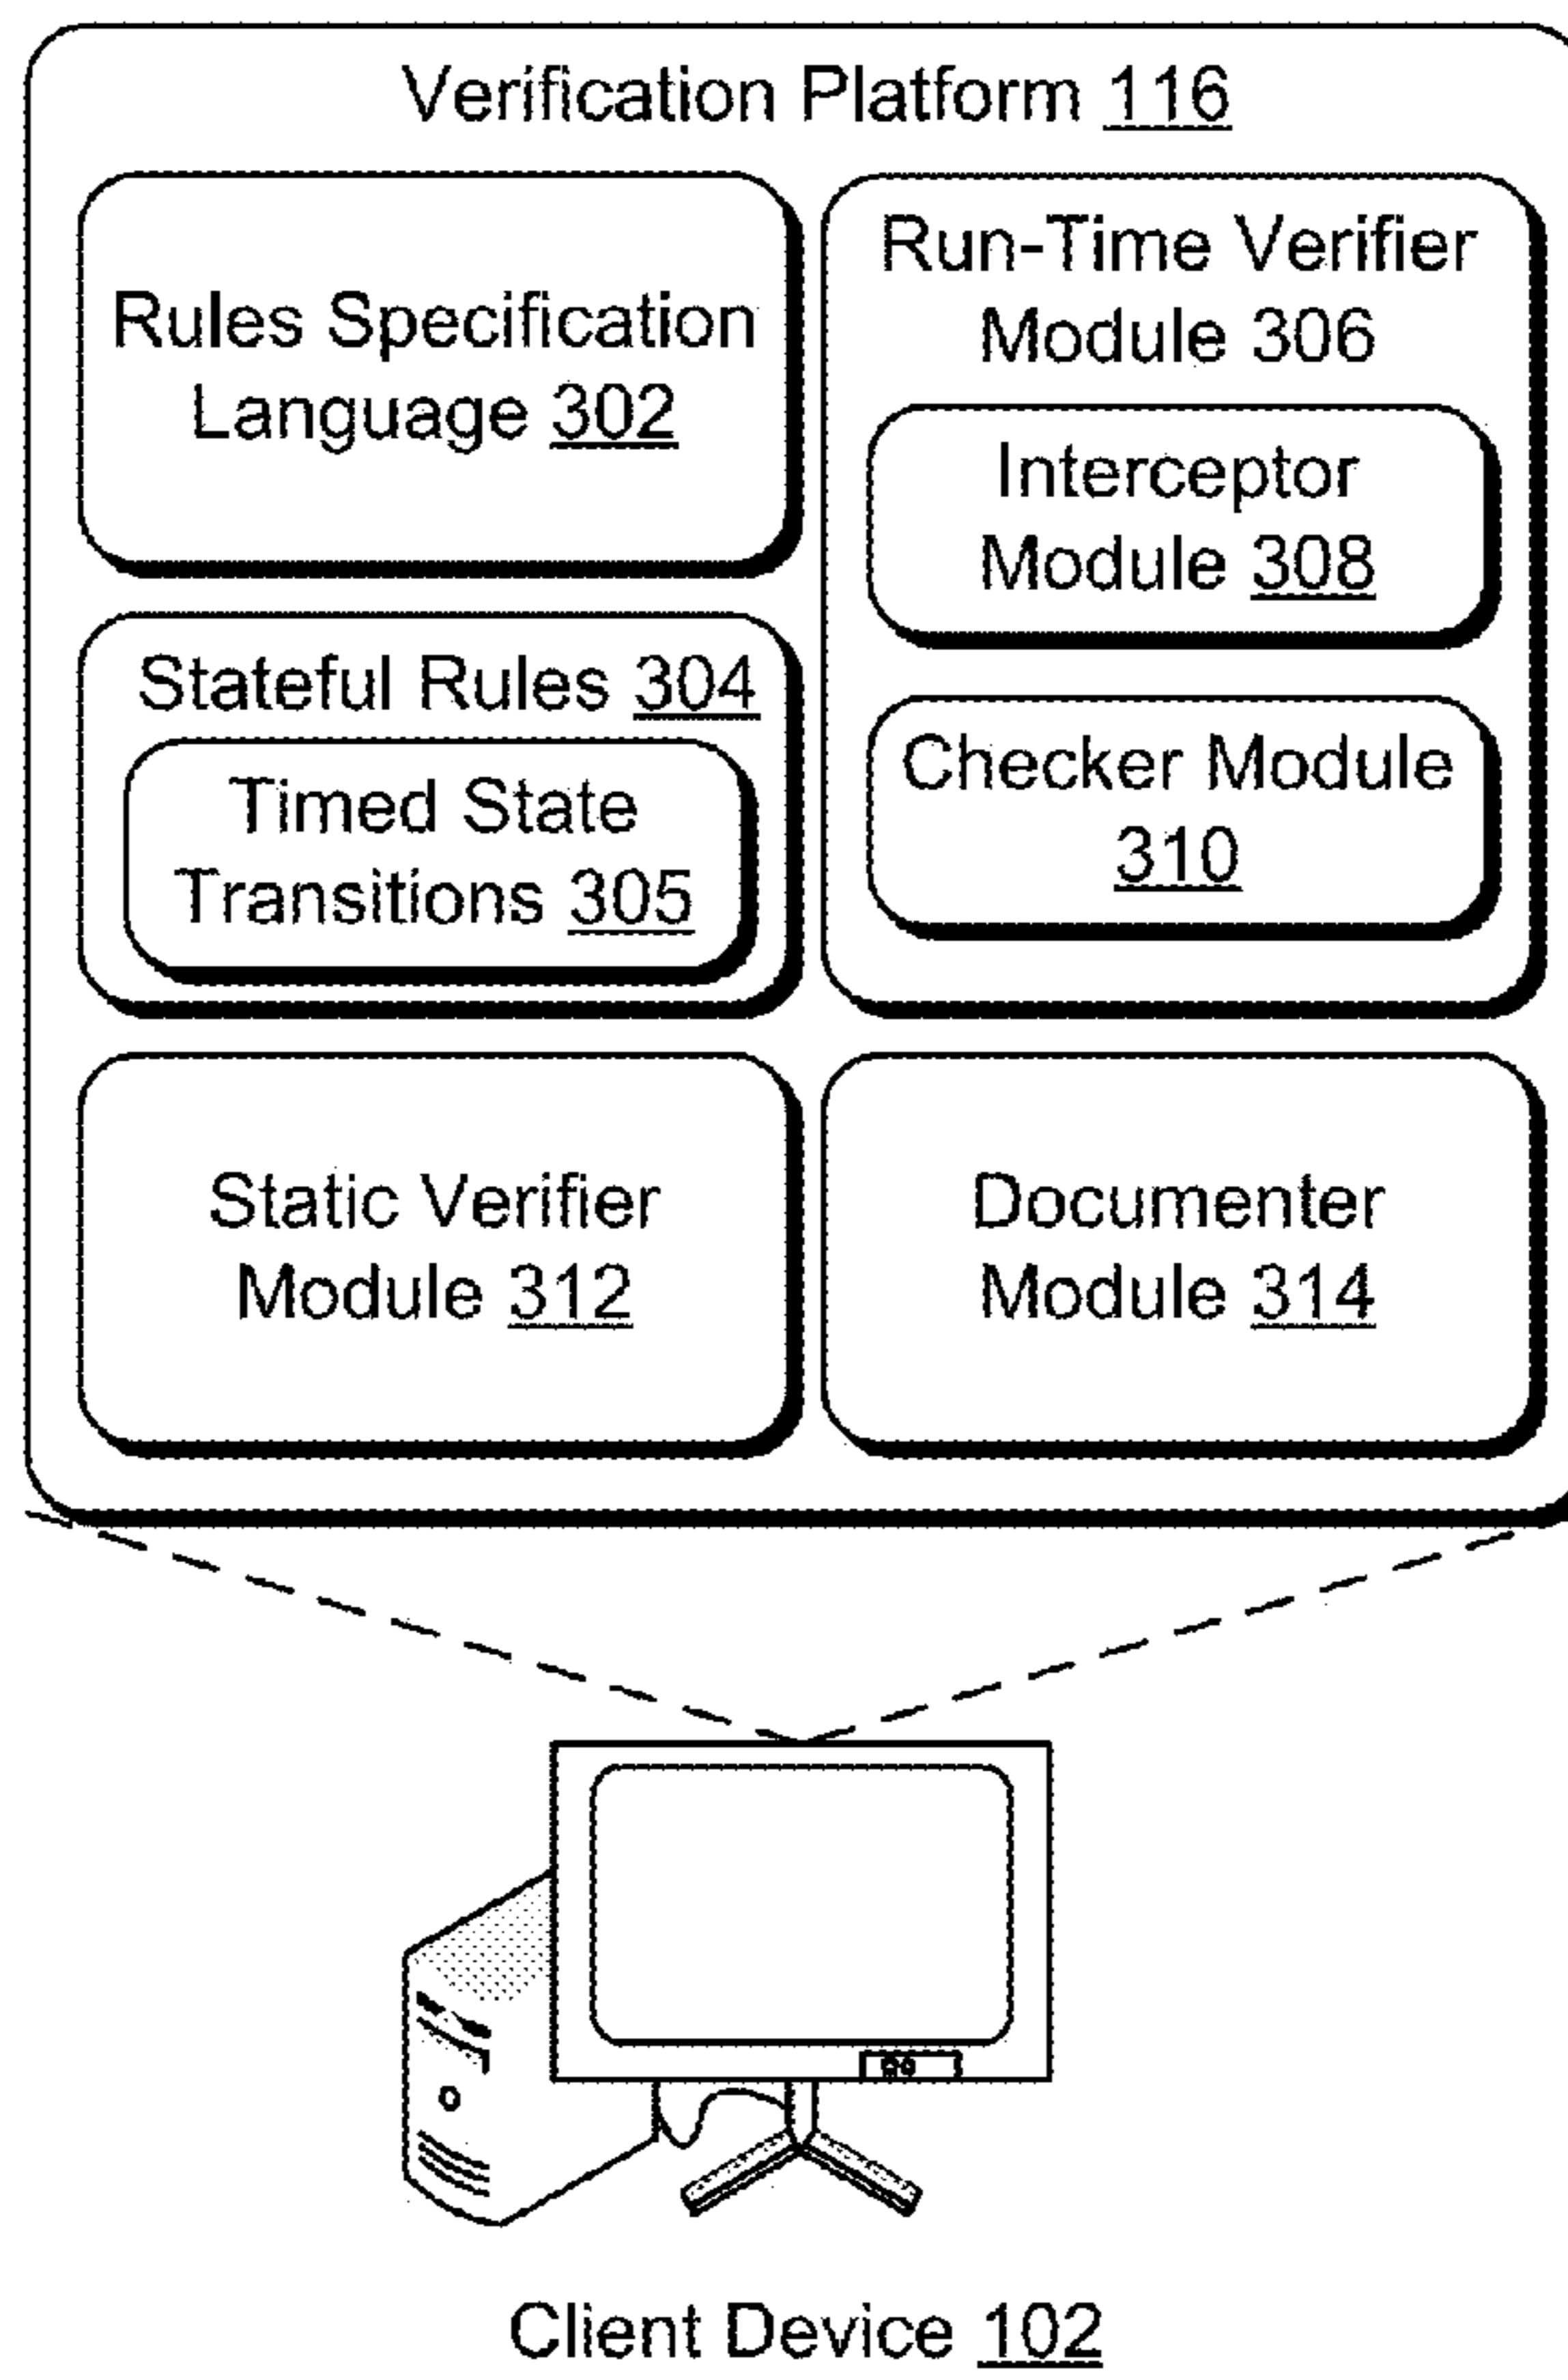 Verification Platform 116
Rules Specification
Language 302
Stateful Rules 304
Timed State
Transitions 305
Run-Time Verifier
Module 306
Interceptor
Module 308
Checker Module
310
Static Verifier
Module 312
Documenter
Module 314
Client Device 102